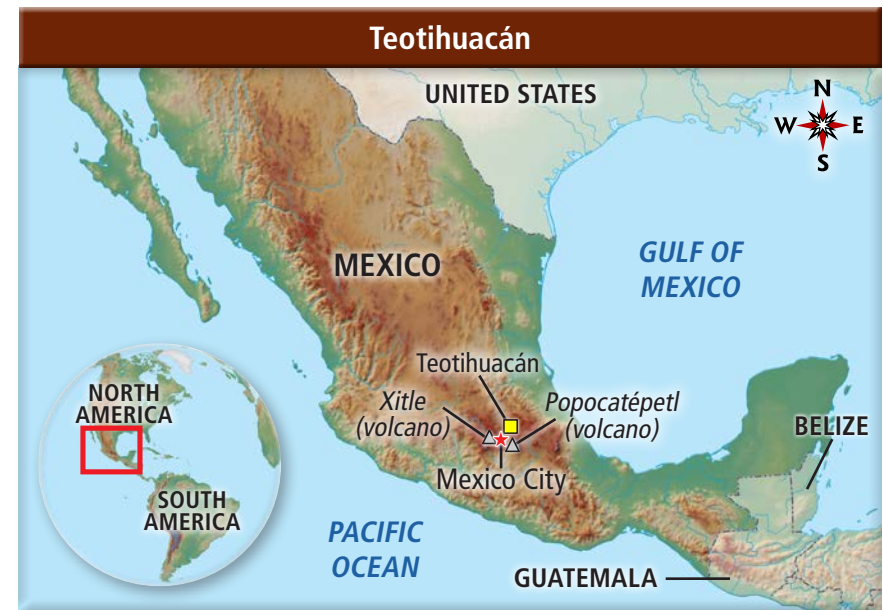 Teotihuacán
UNITED STATES
N
W
E
S
GULF OF
MEXICO
MEXICO
Teotihuacán
Xitle
(volcano)
Popocatépetl
(volcano)
Mexico City
BELIZE
NORTH
AMERICA
SOUTH
AMERICA
PACIFIC
OCEAN
GUATEMALA